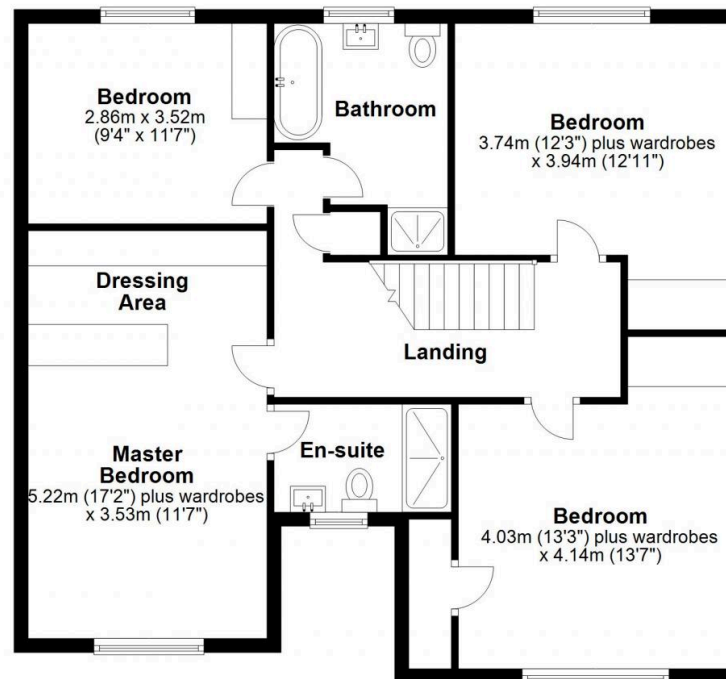 Bedroom
2.86m x 3.52m
(9'4" x 11'7")
Bathroom
Bedroom
3.74m (12'3") plus wardrobes
x 3.94m (12'11")
Dressing
Area
Landing
Master
Bedroom
5.22m (17'2") plus wardrobes
x 3.53m (11'7")
En-suite
Bedroom
4.03m (13'3") plus wardrobes
x 4.14m (13'7")